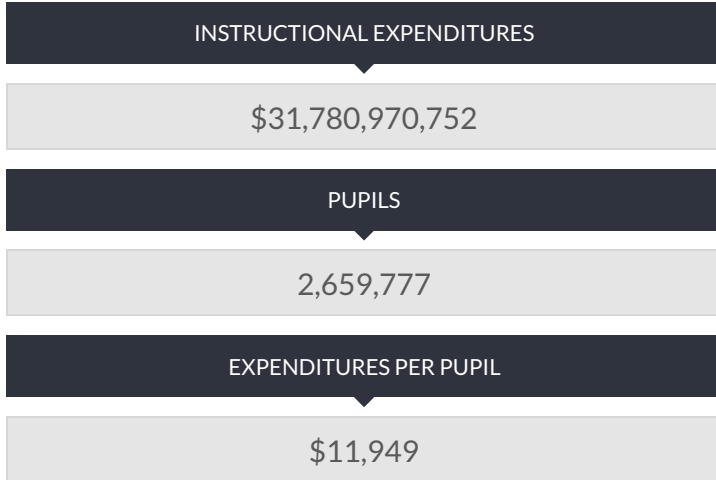 INSTRUCTIONAL EXPENDITURES
$31,780,970,752
PUPILS
2,659,777
EXPENDITURES PER PUPIL
$11,949